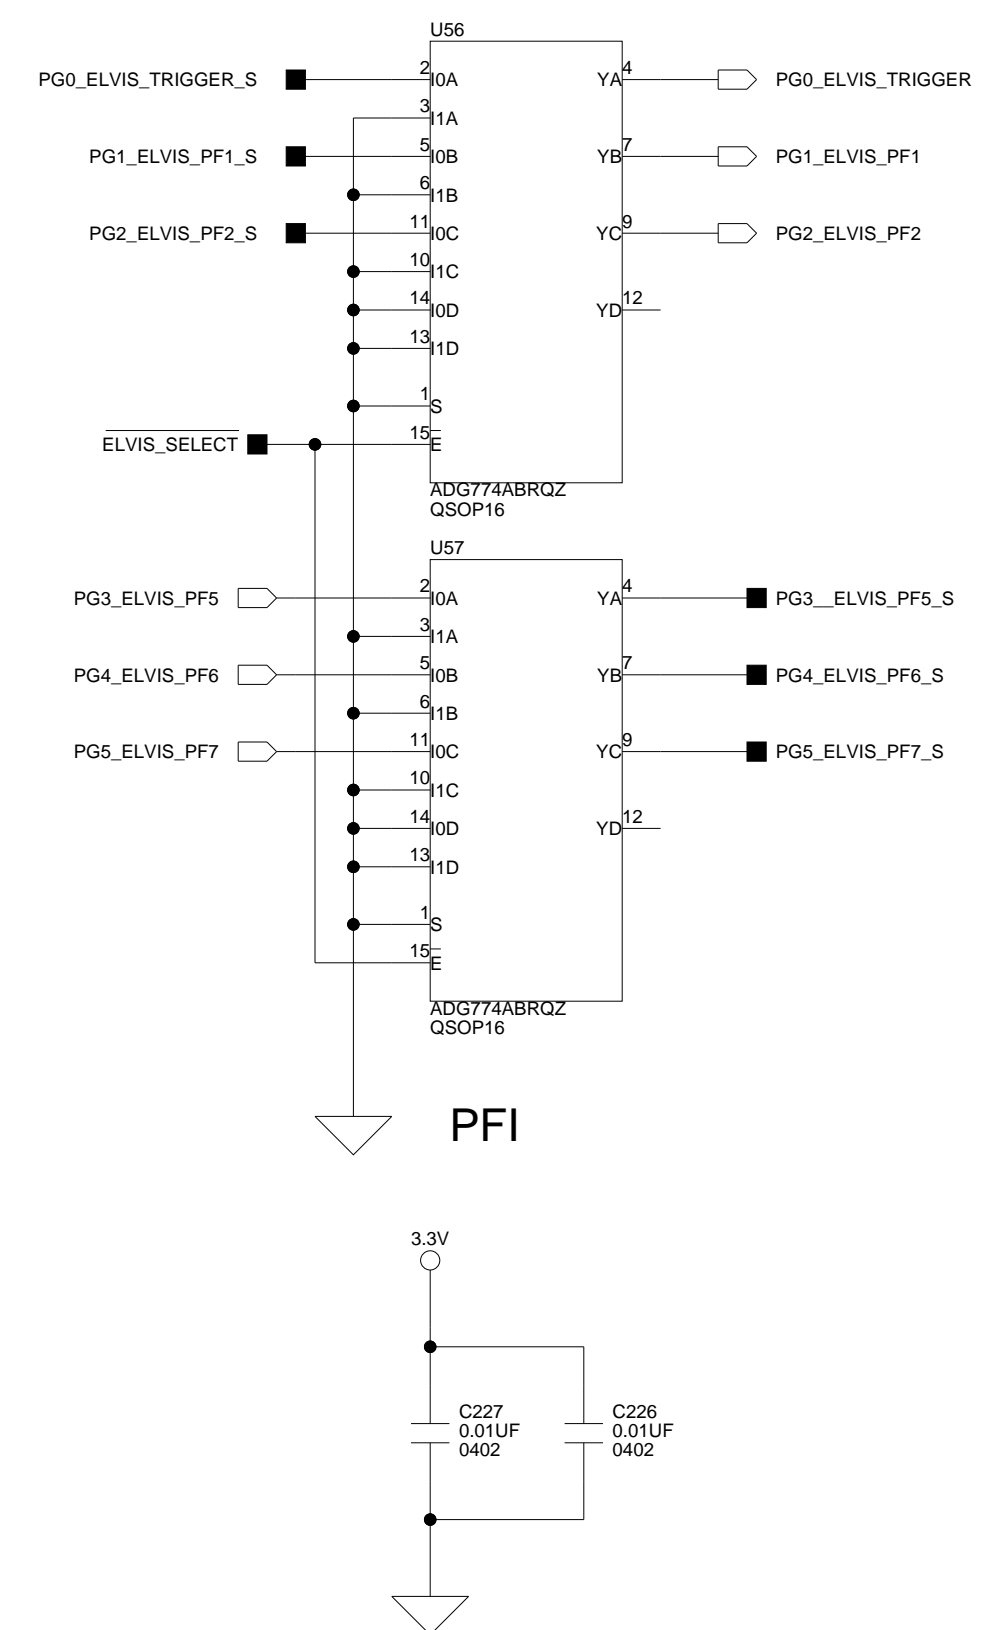 U56
PG0_ELVIS_TRIGGER_S 2 I0A YA 4 PG0_ELVIS_TRIGGER
3 I1A
PG1_ELVIS_PF1_S 5 I0B YB 7 PG1_ELVIS_PF1
6 I1B
PG2_ELVIS_PF2_S 11 I0C YC 9 PG2_ELVIS_PF2
10 I1C
14 I0D YD 12
13 I1D
1 S
ELVIS_SELECT 15 E
ADG774ABRQZ
QSOP16
U57
PG3_ELVIS_PF5 2 I0A YA 4 PG3__ELVIS_PF5_S
3 I1A
PG4_ELVIS_PF6 5 I0B YB 7 PG4_ELVIS_PF6_S
6 I1B
PG5_ELVIS_PF7 11 I0C YC 9 PG5_ELVIS_PF7_S
10 I1C
14 I0D YD 12
13 I1D
1 S
15 E
ADG774ABRQZ
QSOP16
PFI
3.3V
C227 C226
0.01UF 0.01UF
0402 0402